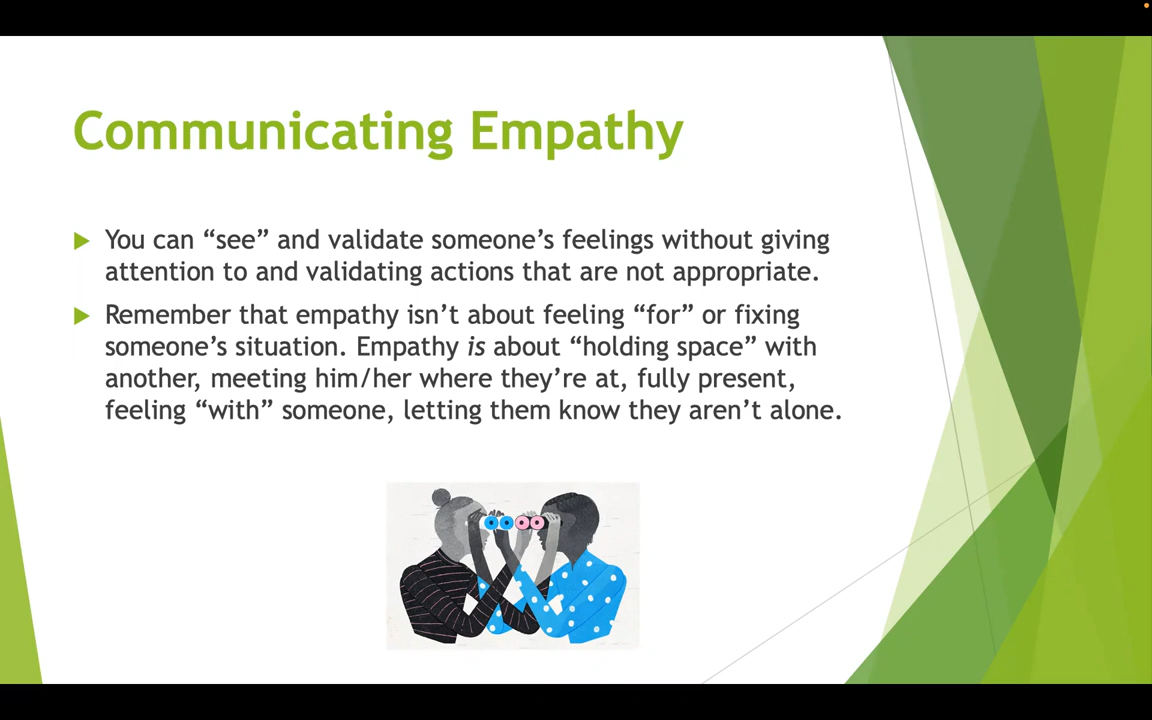 Communicating Empathy
You can “see” and validate someone’s feelings without giving
attention to and validating actions that are not appropriate.
Remember that empathy isn’t about feeling “for” or fixing
someone’s situation. Empathy is about “holding space” with
another, meeting him/her where they’re at, fully present,
feeling “with” someone, letting them know they aren’t alone.